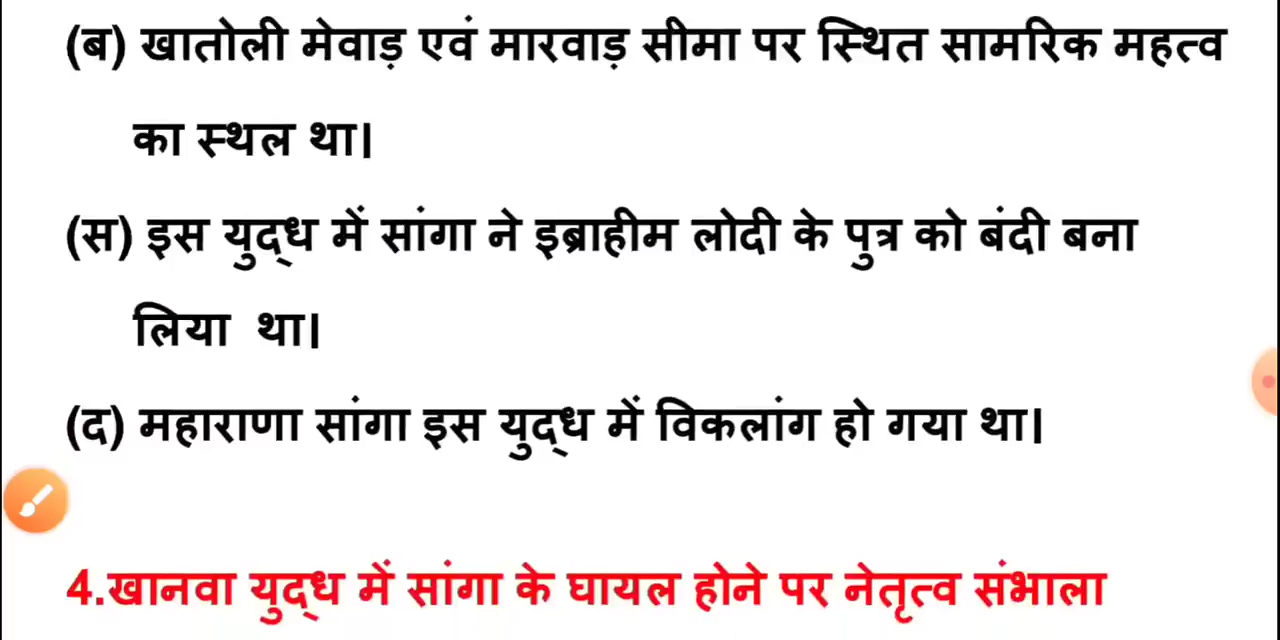 (ब) खातोली मेवाड़ एवं मारवाड़ सीमा पर स्थित सामरिक महत्व
का स्थल था।
(स) इस युद्ध में सांगा ने इब्राहीम लोदी के पुत्र को बंदी बना
लिया था।
(द) महाराणा सांगा इस युद्ध में विकलांग हो गया था।
4.खानवा युद्ध में सांगा के घायल होने पर नेतृत्व संभाला